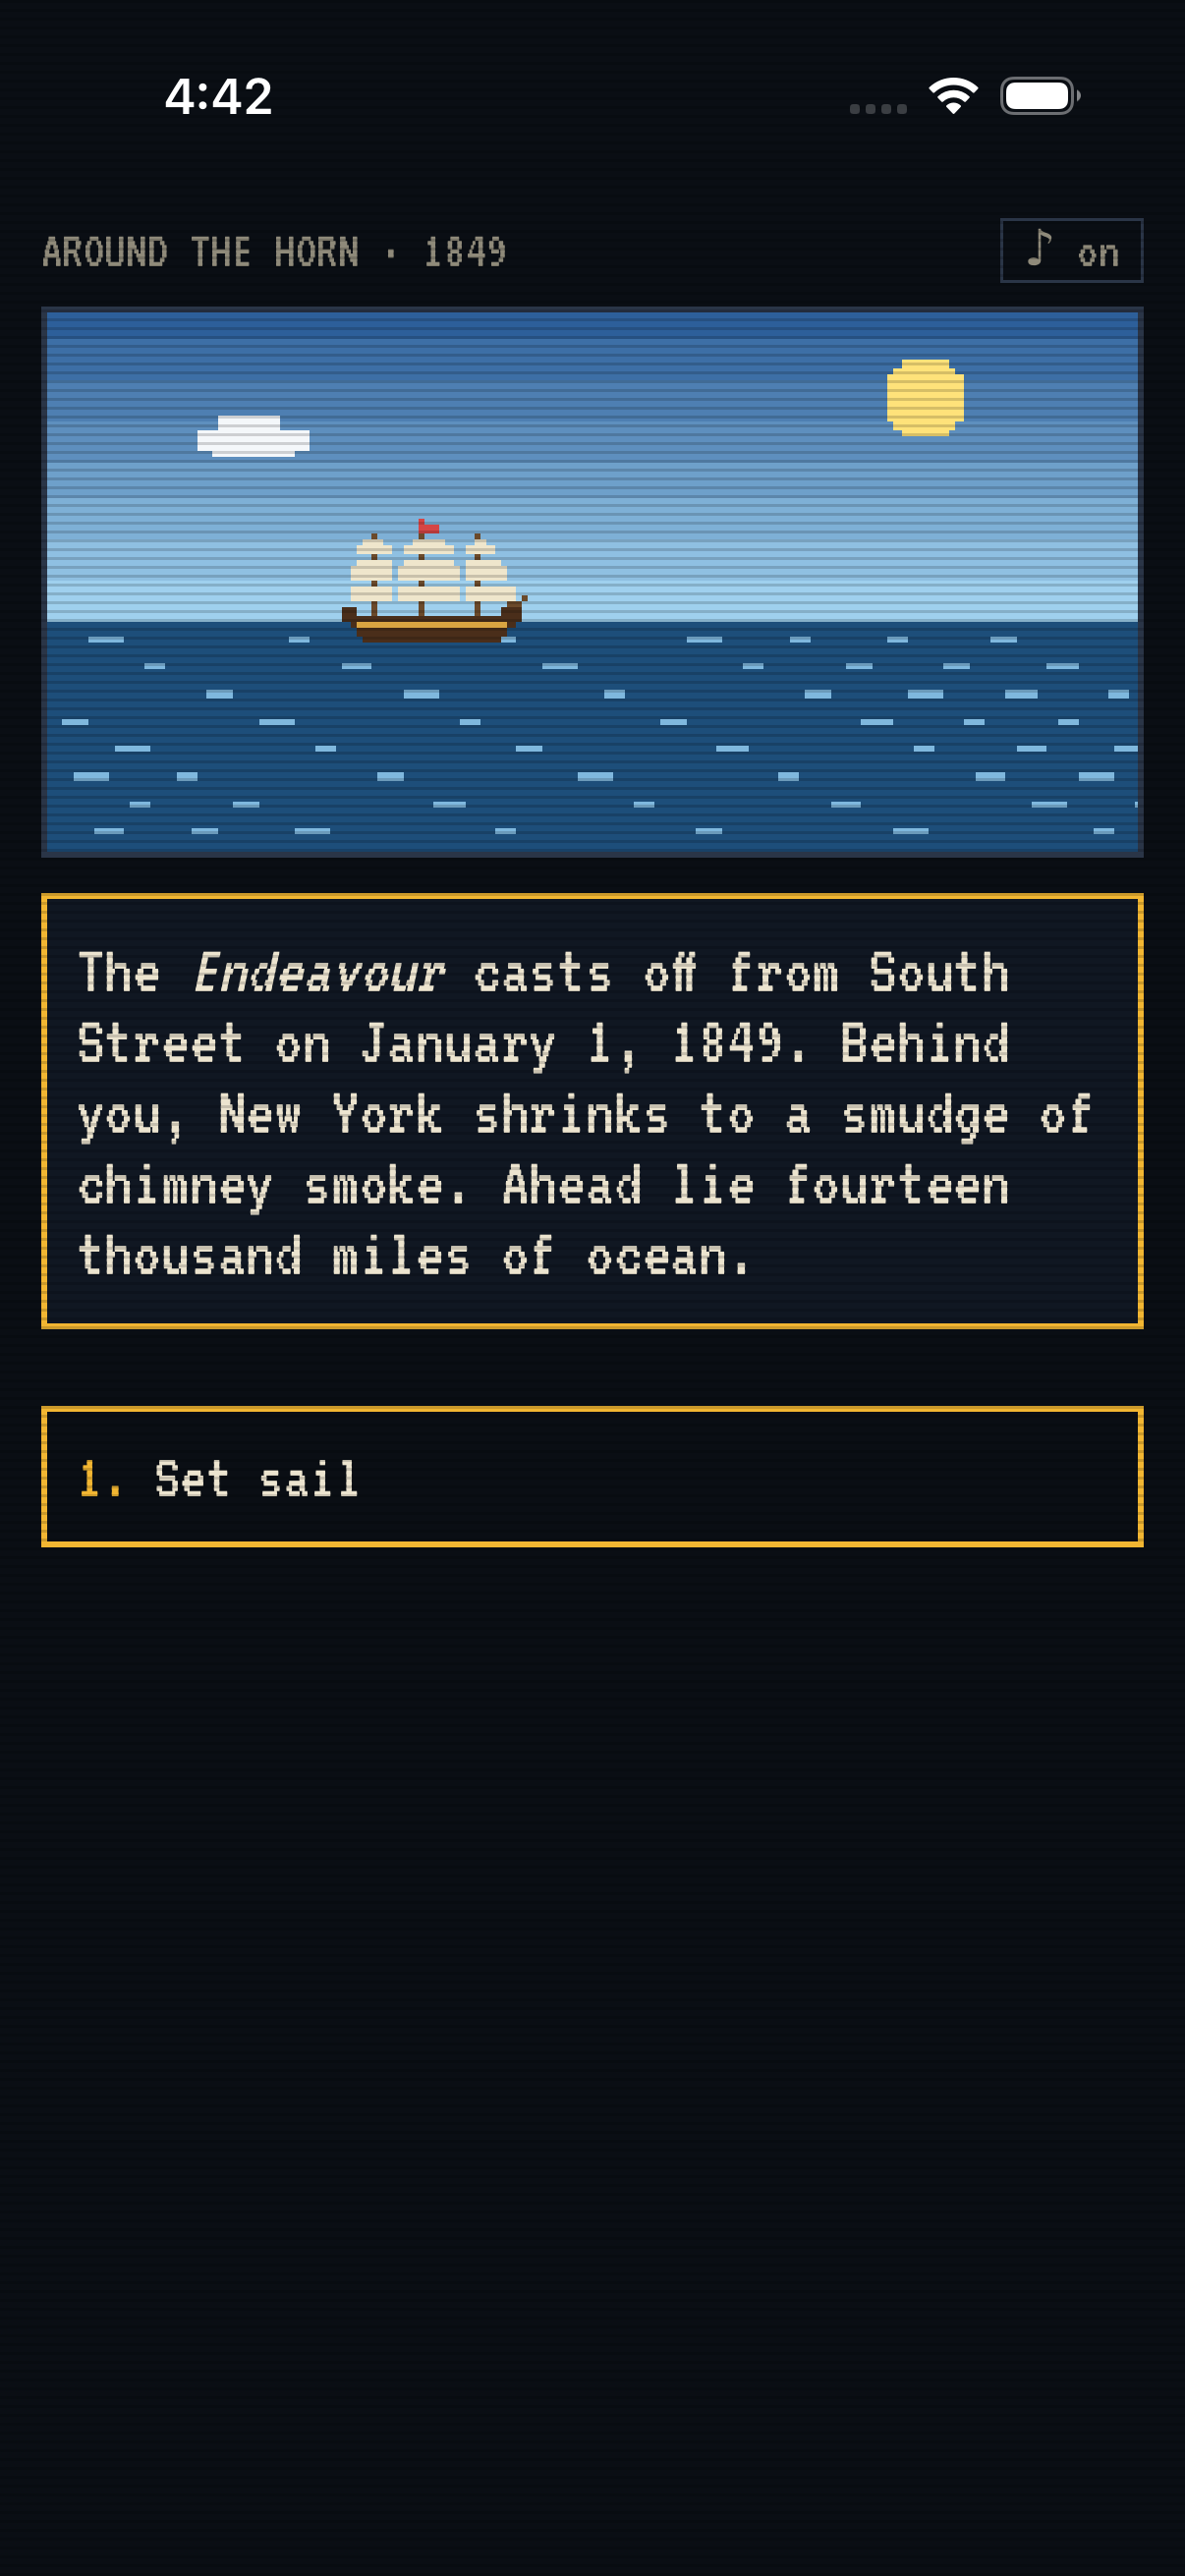 4:42
AROUND THE HORN · 1849
♪ on
The Endeavour casts off from South
Street on January 1, 1849. Behind
you, New York shrinks to a smudge of
chimney smoke. Ahead lie fourteen
thousand miles of ocean.
1. Set sail